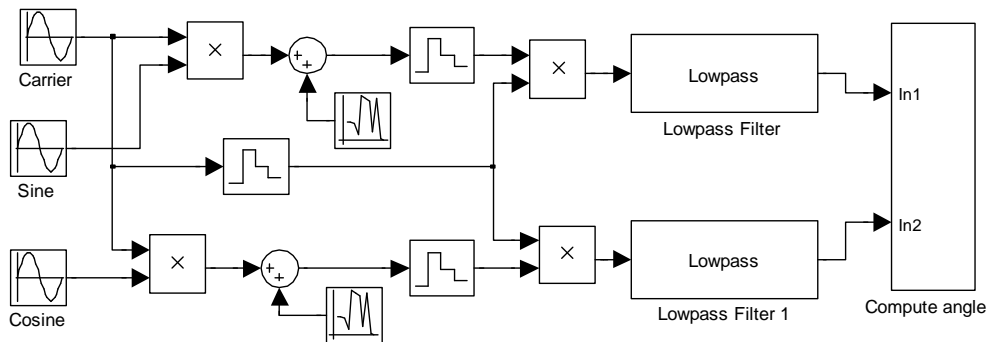 Carrier
×
+
+
×
Lowpass
Lowpass Filter
In1
Sine
Cosine
×
+
+
×
Lowpass
Lowpass Filter 1
In2
Compute angle